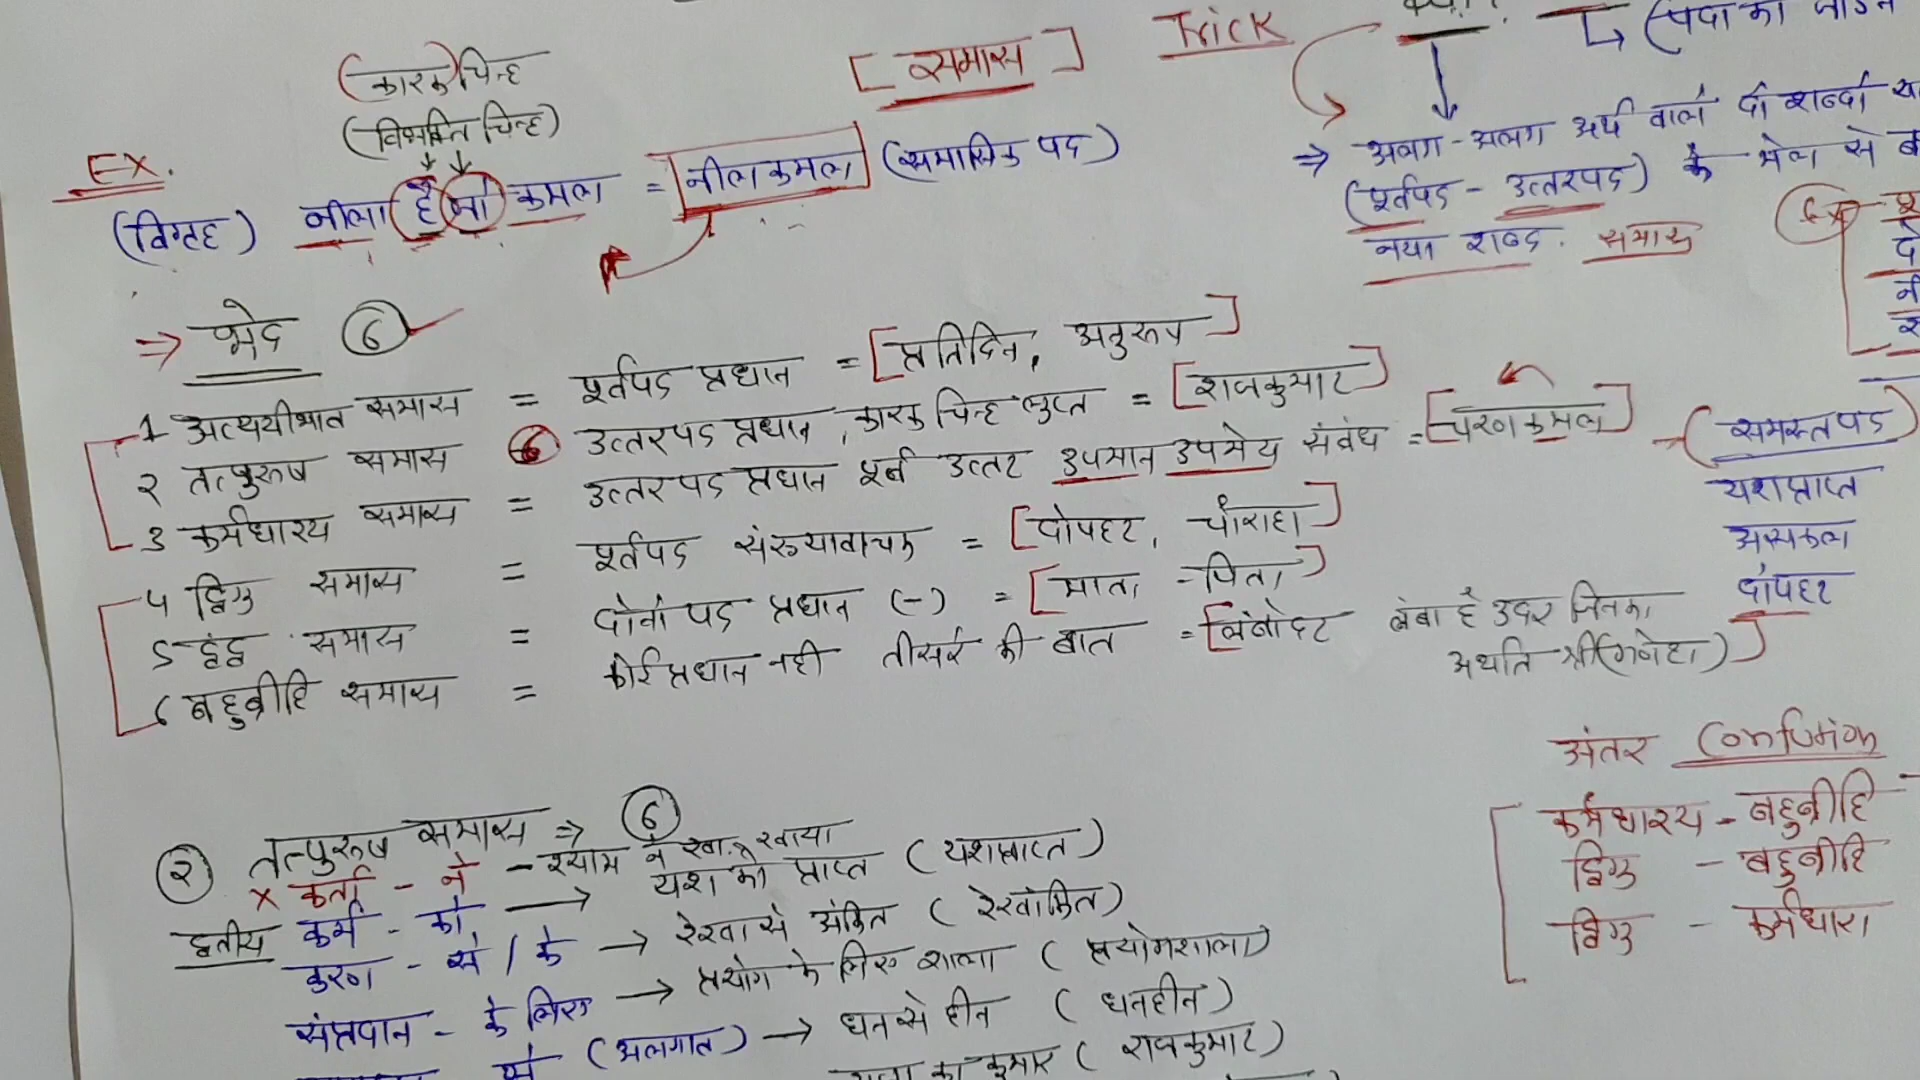 [समास] Trick
(पदों का
(कारक) चिन्ह
(विभक्ति चिन्ह)
EX.
(विग्रह) नीला है जो कमल = नीलकमल (समासिक पद)
⇒ अलग-अलग अर्थ वाले दो शब्दों
(पूर्वपद - उत्तरपद) के मेल से
नया शब्द. समास
⇒ भेद 6
1 अव्ययीभाव समास = पूर्वपद प्रधान = [प्रतिदिन, अनुरूप]
2 तत्पुरुष समास 6 उत्तरपद प्रधान, कारक चिन्ह लुप्त = [राजकुमार]
3 कर्मधारय समास = उत्तरपद प्रधान पूर्व उत्तर उपमान उपमेय संबंध = [चरणकमल]
4 द्विगु समास = पूर्वपद संख्यावाचक = [दोपहर, चौराहा]
5 द्वंद्व समास = दोनों पद प्रधान (-) = [माता - पिता]
6 बहुव्रीहि समास = कोई प्रधान नही तीसरे की बात = [लंबोदर लंबा है उदर जिनका
अर्थात श्री (गणेश)]
(समस्तपद)
यशप्राप्त
दोपहर
अंतर Confusion
कर्मधारय - बहुव्रीहि
द्विगु - बहुव्रीहि
द्विगु - कर्मधारा
2 तत्पुरुष समास ⇒ 6
x कर्ता - ने - श्याम ने खाया
द्वतीय कर्म - को → यश को प्राप्त (यशप्राप्त)
करण - से / के → रेखा से अंकित (रेखांकित)
संप्रदान - के लिए → प्रयोग के लिए शाला (प्रयोगशाला)
से (अलगात) → धन से हीन (धनहीन)
का कुमार (राजकुमार)